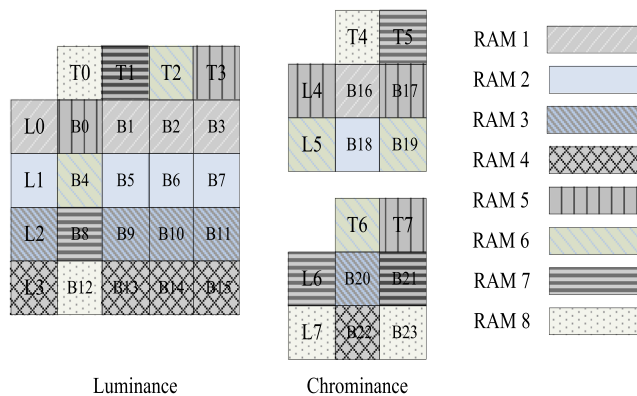 T0 T1 T2 T3
L0 B0 B1 B2 B3
L1 B4 B5 B6 B7
L2 B8 B9 B10 B11
L3 B12 B13 B14 B15
Luminance
T4 T5
L4 B16 B17
L5 B18 B19
T6 T7
L6 B20 B21
L7 B22 B23
Chrominance
RAM 1
RAM 2
RAM 3
RAM 4
RAM 5
RAM 6
RAM 7
RAM 8